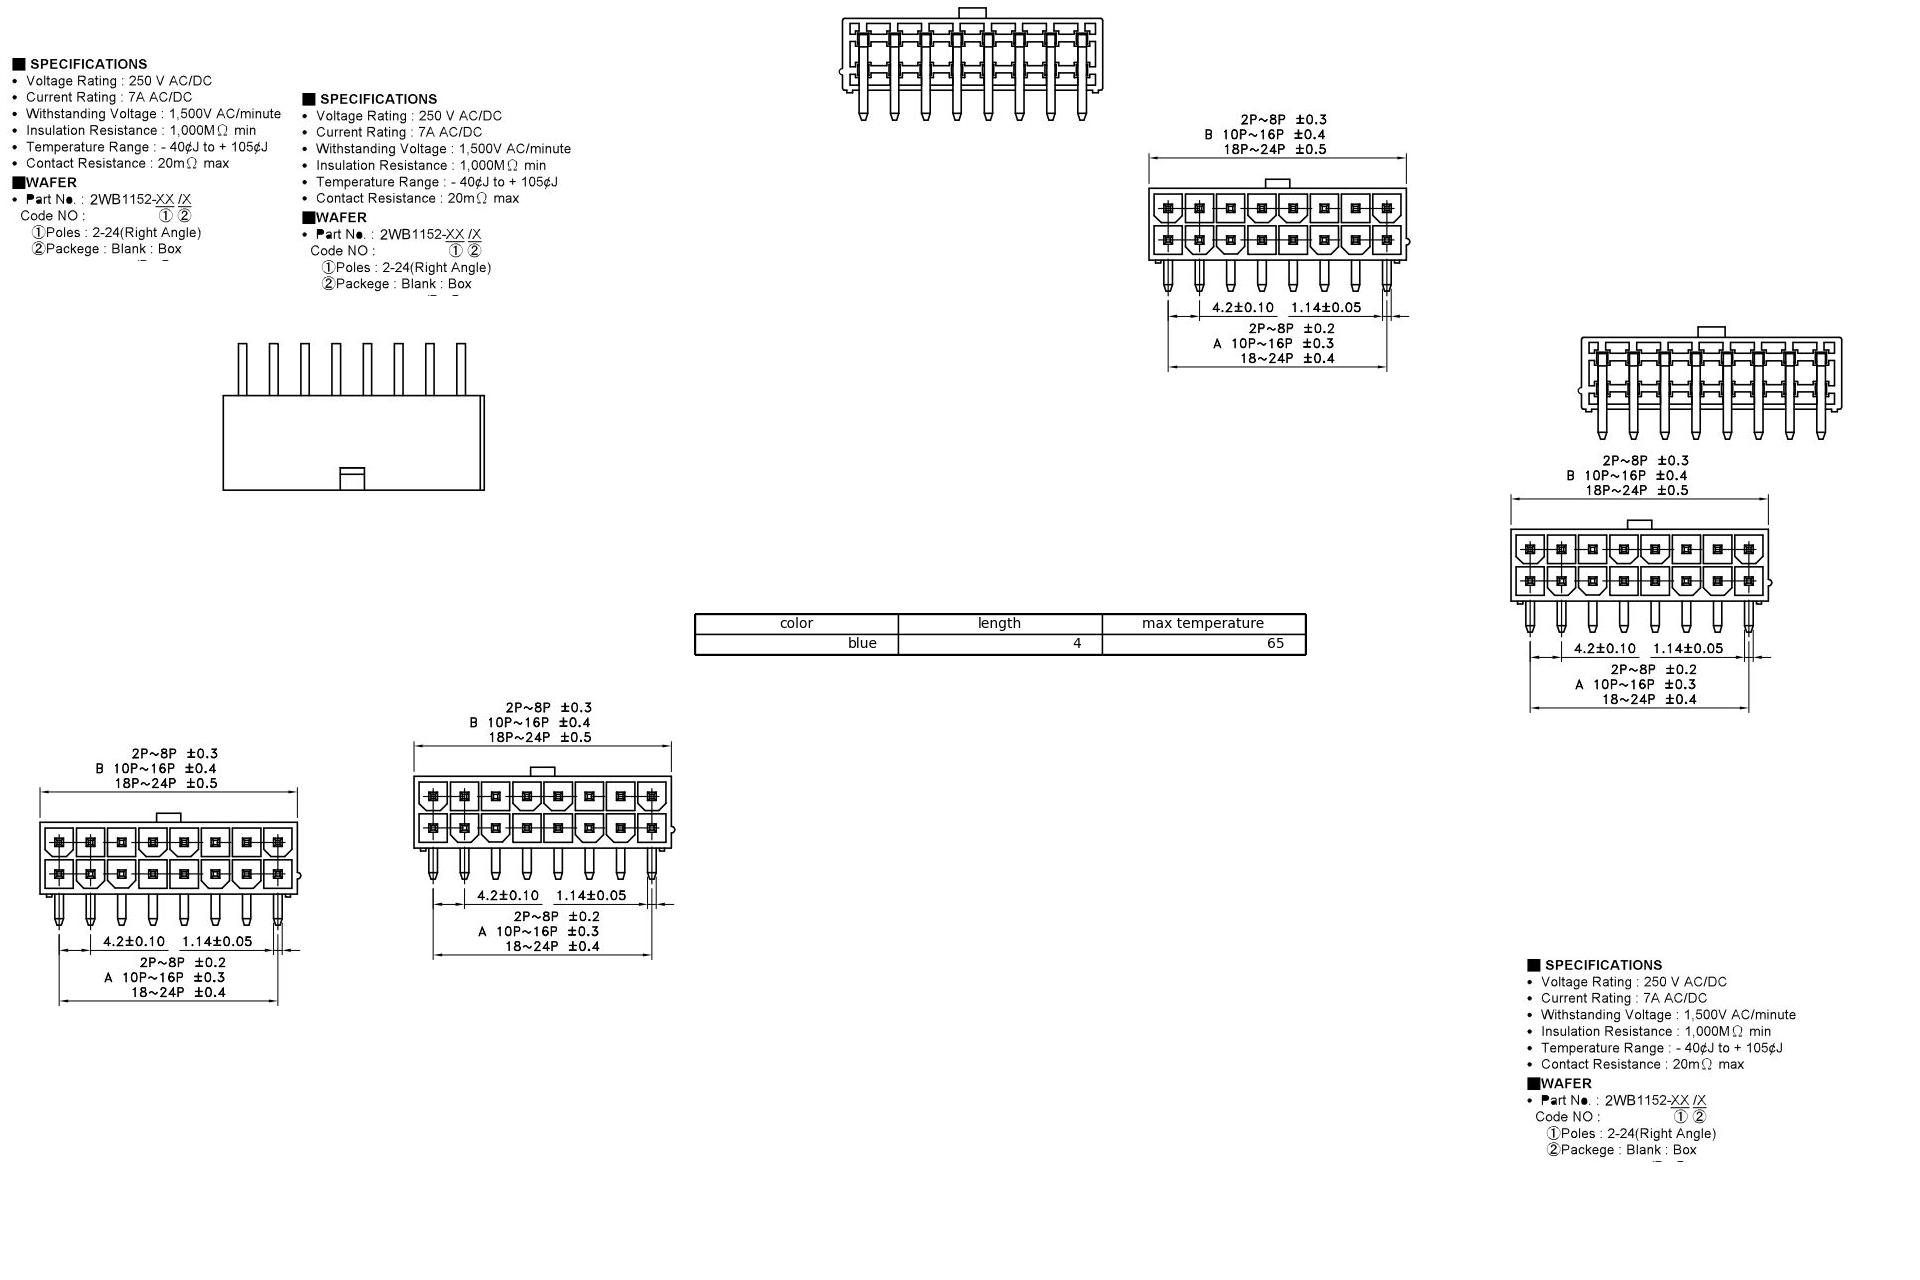 ■ SPECIFICATIONS
• Voltage Rating : 250 V AC/DC
• Current Rating : 7A AC/DC
• Withstanding Voltage : 1,500V AC/minute
• Insulation Resistance : 1,000MΩ min
• Temperature Range : - 40¢J to + 105¢J
• Contact Resistance : 20mΩ max
■WAFER
• Part No. : 2WB1152-XX /X
Code NO : ① ②
①Poles : 2-24(Right Angle)
②Packege : Blank : Box
■ SPECIFICATIONS
• Voltage Rating : 250 V AC/DC
• Current Rating : 7A AC/DC
• Withstanding Voltage : 1,500V AC/minute
• Insulation Resistance : 1,000MΩ min
• Temperature Range : - 40¢J to + 105¢J
• Contact Resistance : 20mΩ max
■WAFER
• Part No. : 2WB1152-XX /X
Code NO : ① ②
①Poles : 2-24(Right Angle)
②Packege : Blank : Box
2P~8P ±0.3
B 10P~16P ±0.4
18P~24P ±0.5
4.2±0.10 1.14±0.05
2P~8P ±0.2
A 10P~16P ±0.3
18~24P ±0.4
2P~8P ±0.3
B 10P~16P ±0.4
18P~24P ±0.5
4.2±0.10 1.14±0.05
2P~8P ±0.2
A 10P~16P ±0.3
18~24P ±0.4
color length max temperature
blue 4 65
2P~8P ±0.3
B 10P~16P ±0.4
18P~24P ±0.5
4.2±0.10 1.14±0.05
2P~8P ±0.2
A 10P~16P ±0.3
18~24P ±0.4
2P~8P ±0.3
B 10P~16P ±0.4
18P~24P ±0.5
4.2±0.10 1.14±0.05
2P~8P ±0.2
A 10P~16P ±0.3
18~24P ±0.4
■ SPECIFICATIONS
• Voltage Rating : 250 V AC/DC
• Current Rating : 7A AC/DC
• Withstanding Voltage : 1,500V AC/minute
• Insulation Resistance : 1,000MΩ min
• Temperature Range : - 40¢J to + 105¢J
• Contact Resistance : 20mΩ max
■WAFER
• Part No. : 2WB1152-XX /X
Code NO : ① ②
①Poles : 2-24(Right Angle)
②Packege : Blank : Box